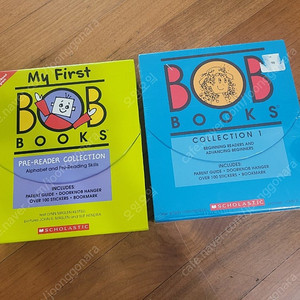 My First
BOB
BOOKS
PRE-READER COLLECTION
Alphabet and Pre-Reading Skills
INCLUDES:
PARENT GUIDE • DOORKNOB HANGER
OVER 100 STICKERS • BOOKMARK
SCHOLASTIC
BOB
BOOKS
COLLECTION 1
BEGINNING READERS AND
ADVANCING BEGINNERS
INCLUDES:
PARENT GUIDE • DOORKNOB HANGER
OVER 100 STICKERS • BOOKMARK
SCHOLASTIC